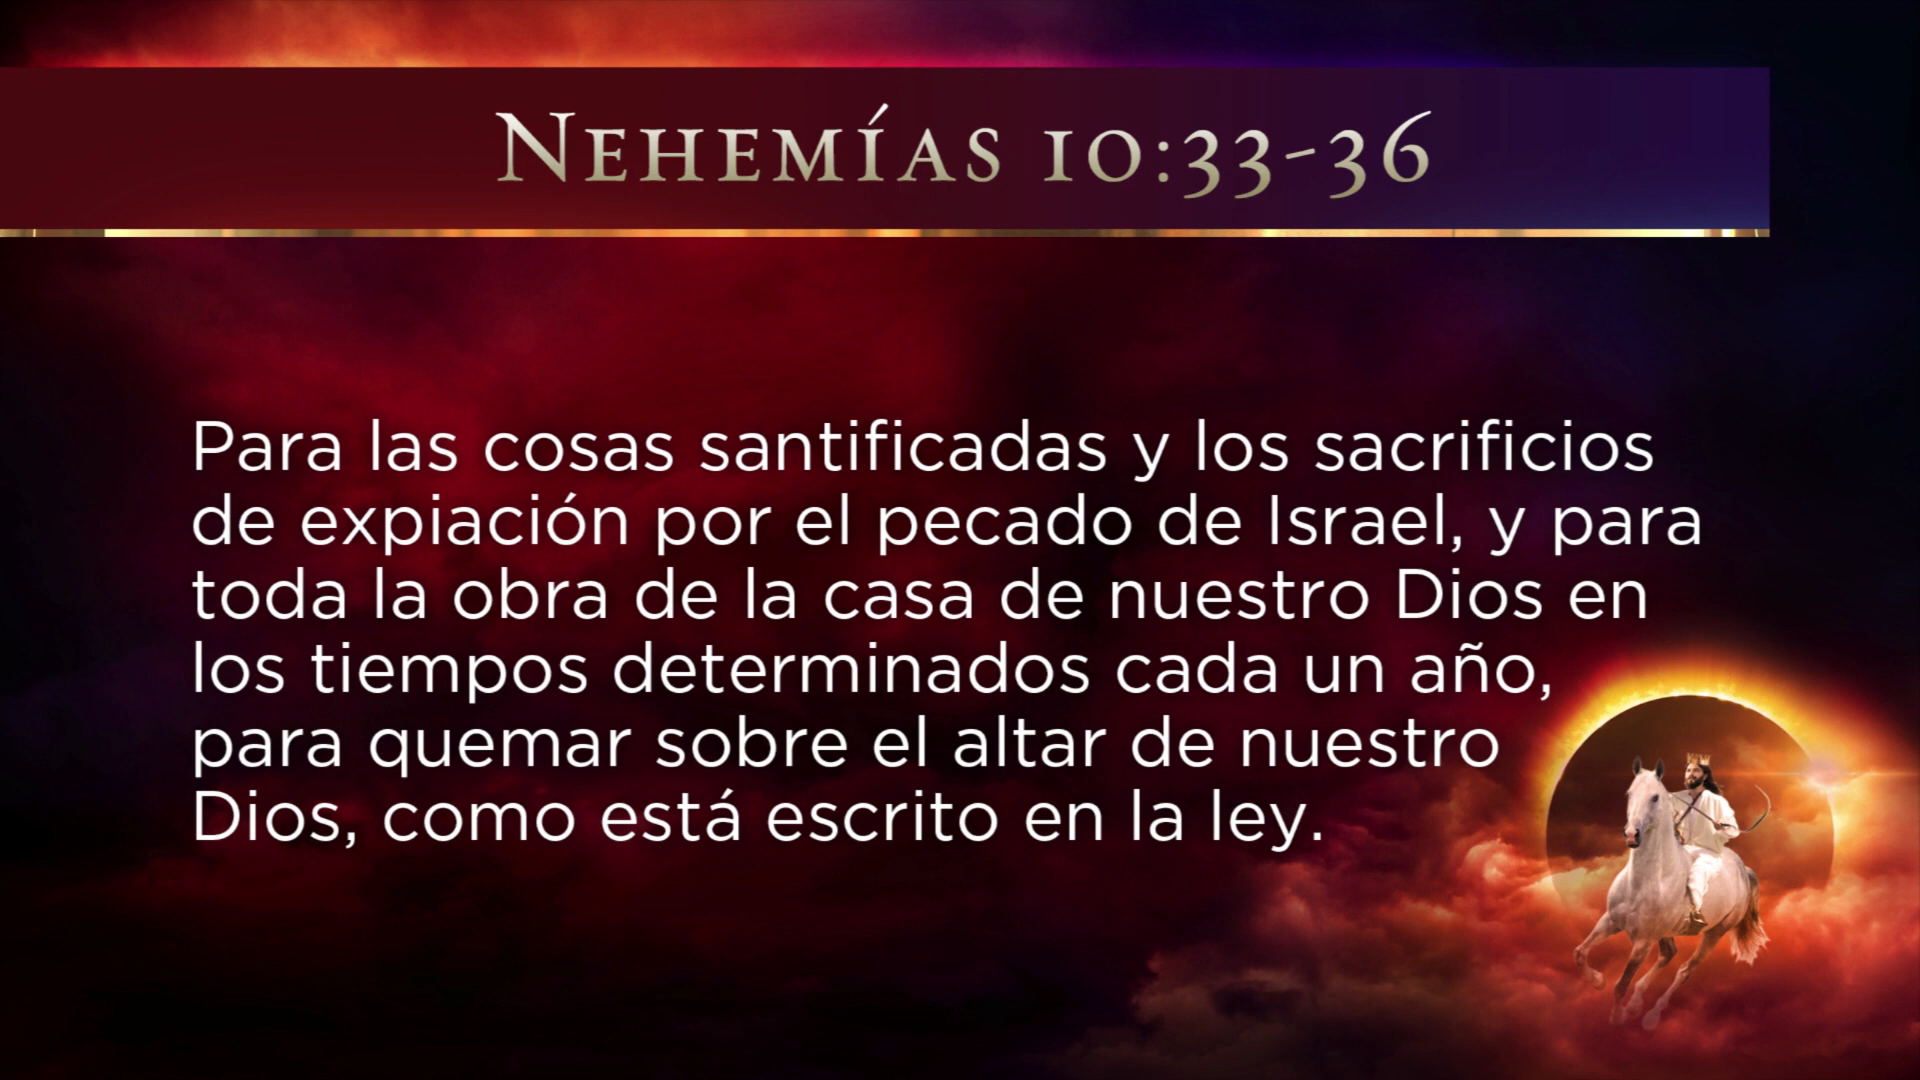 Nehemías 10:33-36
Para las cosas santificadas y los sacrificios
de expiación por el pecado de Israel, y para
toda la obra de la casa de nuestro Dios en
los tiempos determinados cada un año,
para quemar sobre el altar de nuestro
Dios, como está escrito en la ley.